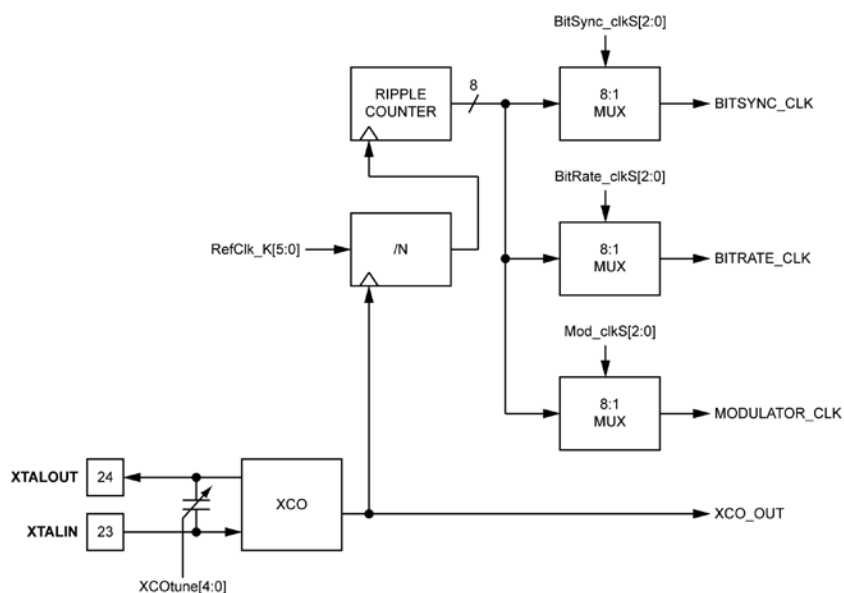 BitSync_clkS[2:0]
RIPPLE
COUNTER
8
8:1
MUX
BITSYNC_CLK
BitRate_clkS[2:0]
RefClk_K[5:0]
/N
8:1
MUX
BITRATE_CLK
Mod_clkS[2:0]
8:1
MUX
MODULATOR_CLK
XTALOUT
24
XCO
XTALIN
23
XCO_OUT
XCOtune[4:0]